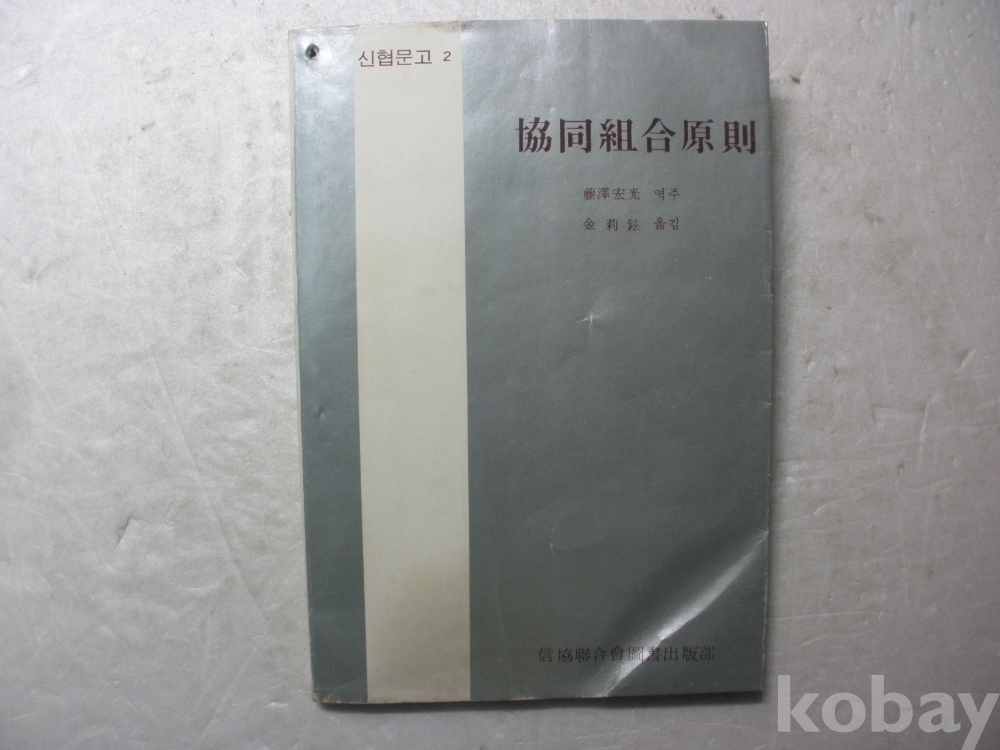 신협문고 2
協同組合原則
藤澤宏光 역주
金莉鉉 옮김
信協聯合會圖書出版部
kobay